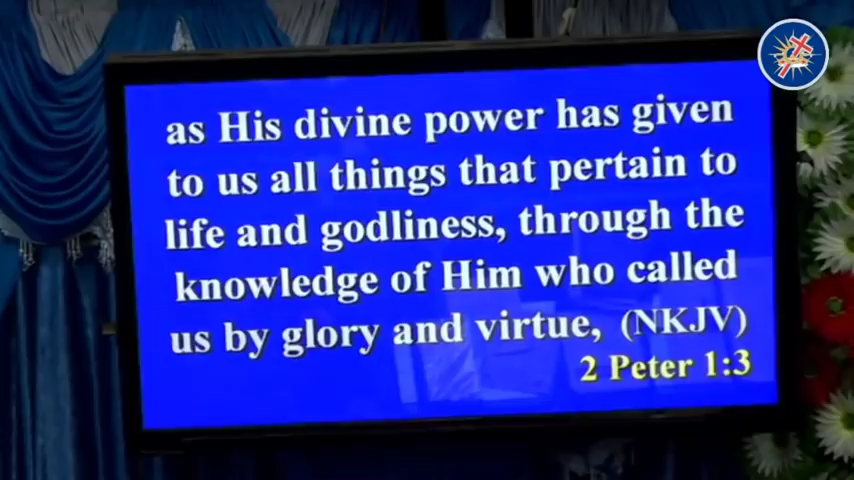 as His divine power has given
to us all things that pertain to
life and godliness, through the
knowledge of Him who called
us by glory and virtue, (NKJV)
2 Peter 1:3